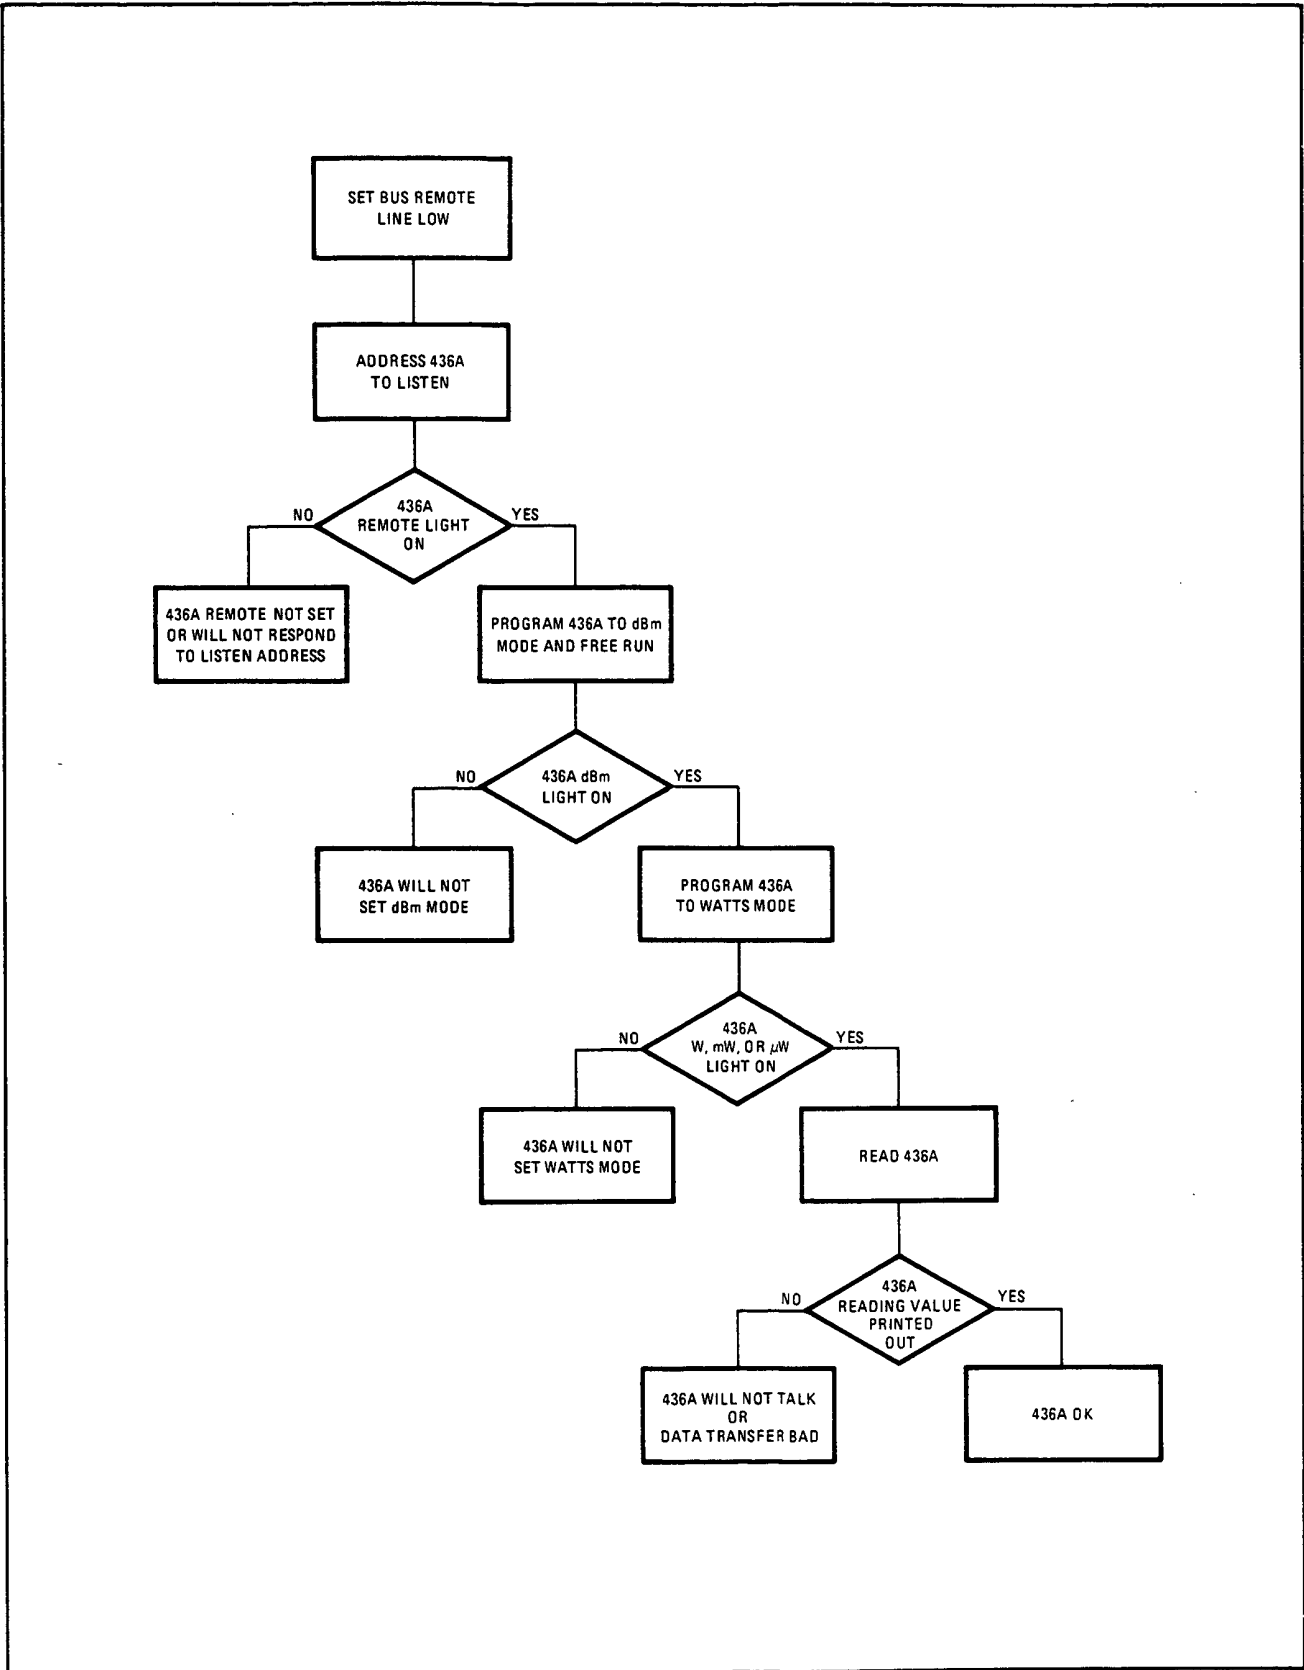 SET BUS REMOTE
LINE LOW
ADDRESS 436A
TO LISTEN
436A
REMOTE LIGHT
ON
NO
YES
436A REMOTE NOT SET
OR WILL NOT RESPOND
TO LISTEN ADDRESS
PROGRAM 436A TO dBm
MODE AND FREE RUN
436A dBm
LIGHT ON
NO
YES
436A WILL NOT
SET dBm MODE
PROGRAM 436A
TO WATTS MODE
436A
W, mW, OR µW
LIGHT ON
NO
YES
436A WILL NOT
SET WATTS MODE
READ 436A
436A
READING VALUE
PRINTED
OUT
NO
YES
436A WILL NOT TALK
OR
DATA TRANSFER BAD
436A OK